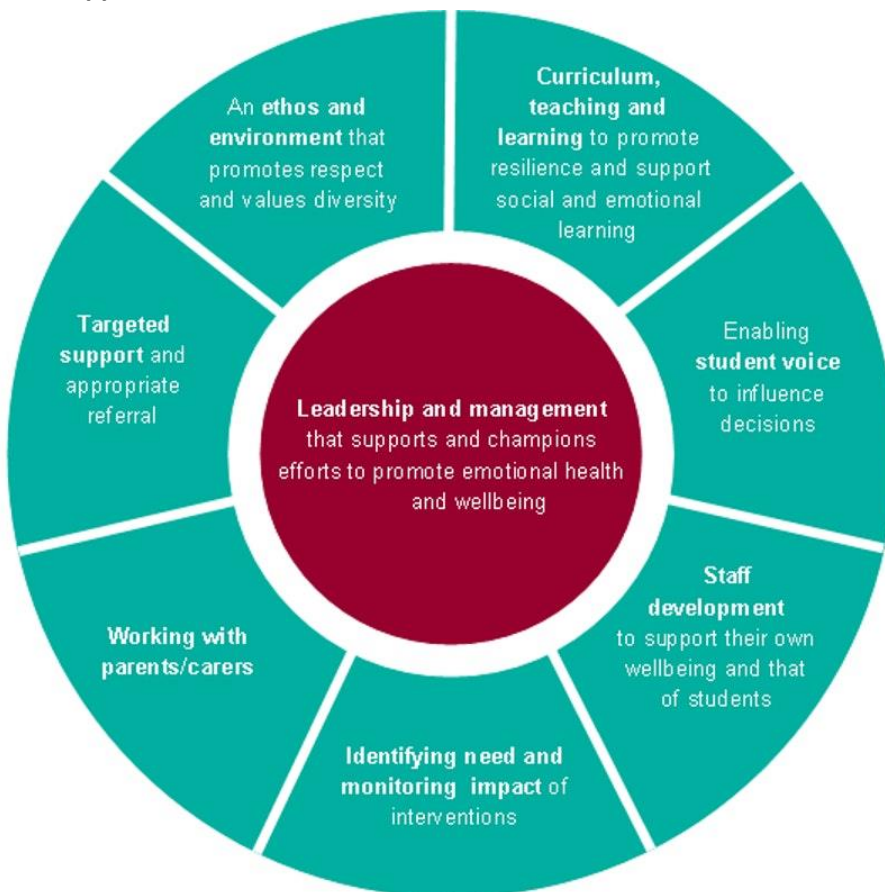 An ethos and
environment that
promotes respect
and values diversity
Curriculum,
teaching and
learning to promote
resilience and support
social and emotional
learning
Enabling
student voice
to influence
decisions
Staff
development
to support their own
wellbeing and that
of students
Identifying need and
monitoring impact of
interventions
Working with
parents/carers
Targeted
support and
appropriate
referral
Leadership and management
that supports and champions
efforts to promote emotional health
and wellbeing